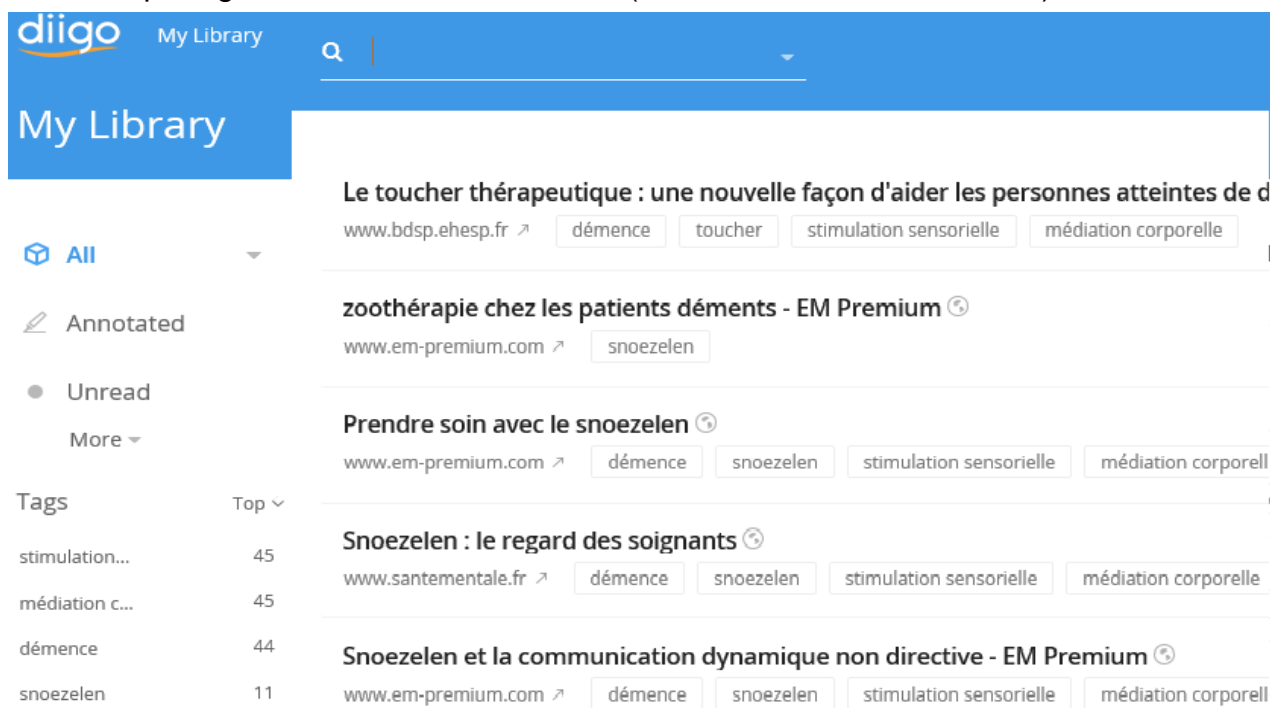 diigo My Library
My Library
All
Annotated
Unread
More
Tags Top
stimulation... 45
médiation c... 45
démence 44
snoezelen 11
Le toucher thérapeutique : une nouvelle façon d'aider les personnes atteintes de d
www.bdsp.ehesp.fr démence toucher stimulation sensorielle médiation corporelle
zoothérapie chez les patients déments - EM Premium
www.em-premium.com snoezelen
Prendre soin avec le snoezelen
www.em-premium.com démence snoezelen stimulation sensorielle médiation corporell
Snoezelen : le regard des soignants
www.santementale.fr démence snoezelen stimulation sensorielle médiation corporelle
Snoezelen et la communication dynamique non directive - EM Premium
www.em-premium.com démence snoezelen stimulation sensorielle médiation corporell